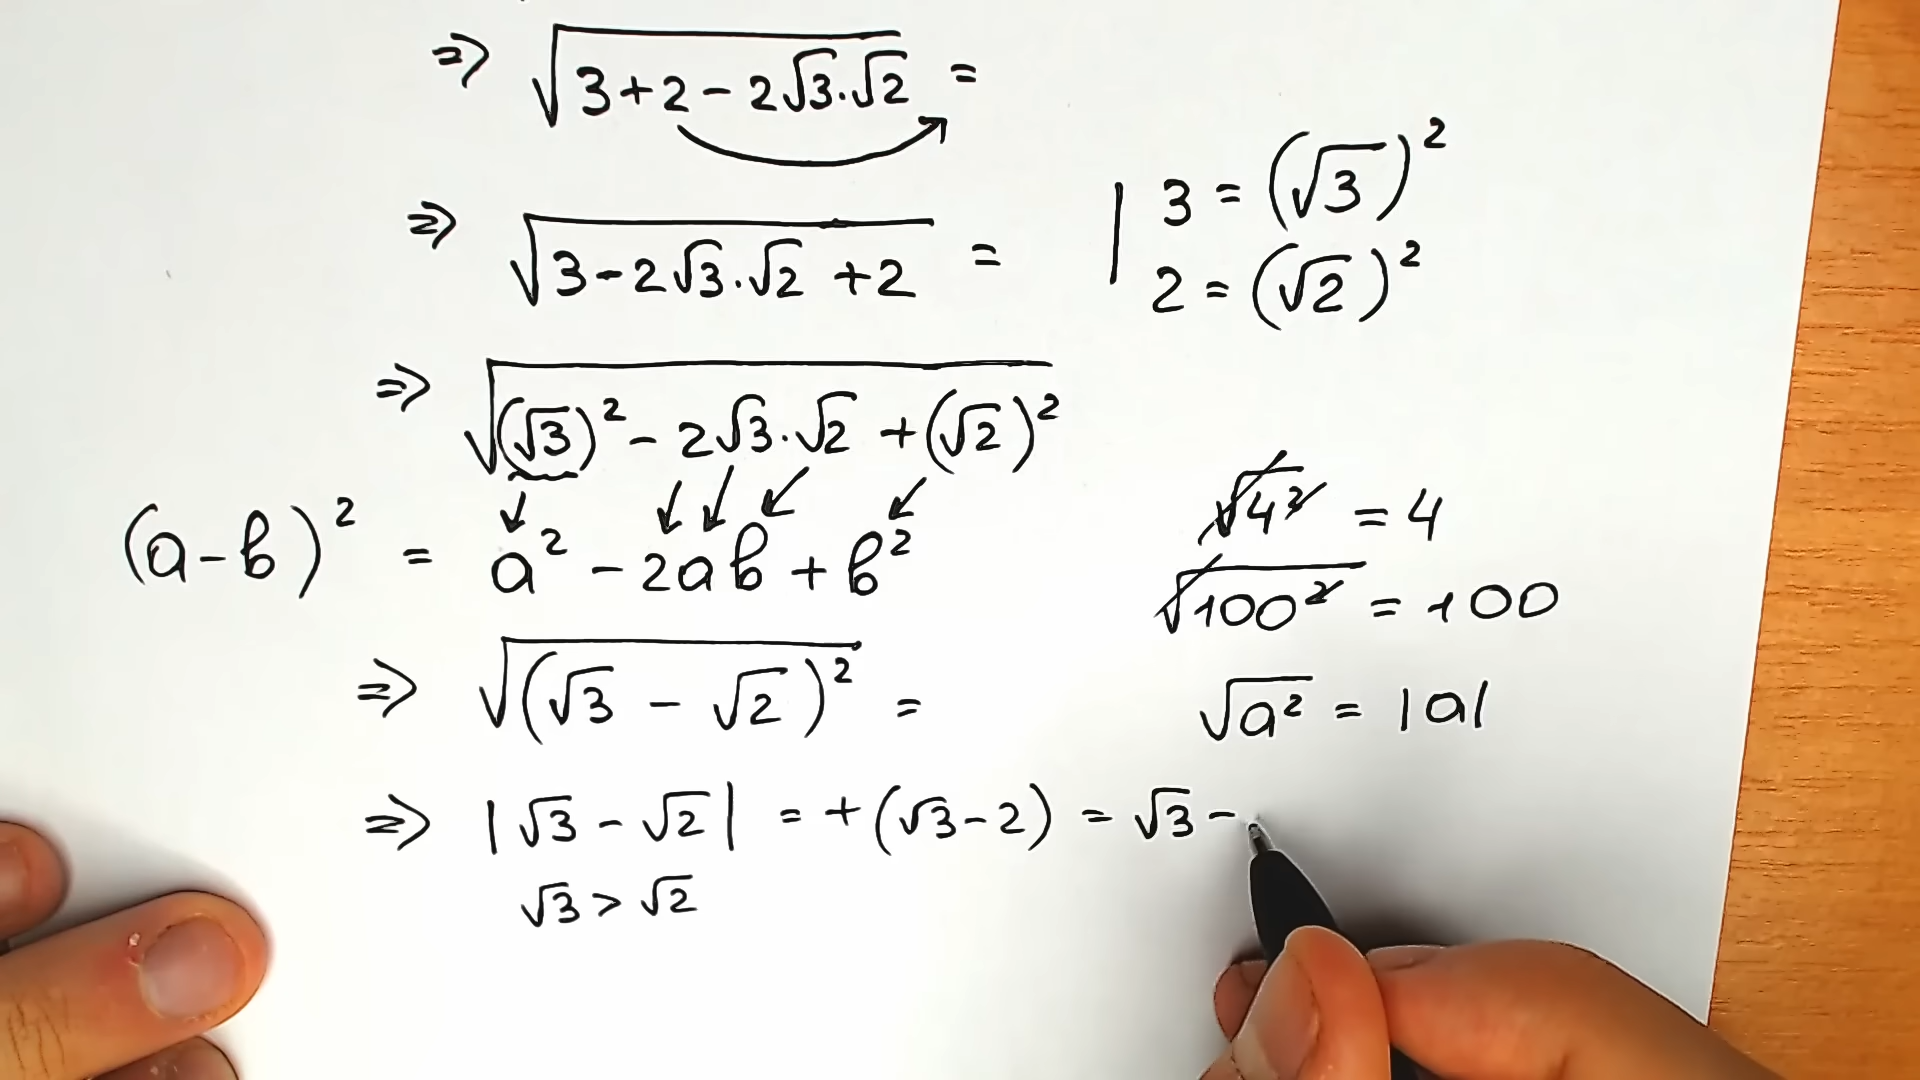 => √(3+2-2√3·√2) =
=> √(3-2√3·√2+2) =
| 3 = (√3)²
2 = (√2)²
=> √((√3)²-2√3·√2+(√2)²)
(a-b)² = a²-2ab+b²
√4² = 4
√100² = 100
=> √(√3-√2)² =
√a² = |a|
=> |√3-√2| = +(√3-2) = √3-
√3 > √2